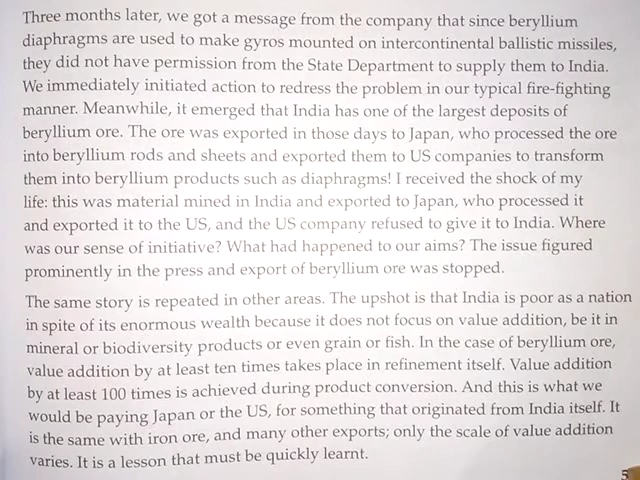 Three months later, we got a message from the company that since beryllium
diaphragms are used to make gyros mounted on intercontinental ballistic missiles,
they did not have permission from the State Department to supply them to India.
We immediately initiated action to redress the problem in our typical fire-fighting
manner. Meanwhile, it emerged that India has one of the largest deposits of
beryllium ore. The ore was exported in those days to Japan, who processed the ore
into beryllium rods and sheets and exported them to US companies to transform
them into beryllium products such as diaphragms! I received the shock of my
life: this was material mined in India and exported to Japan, who processed it
and exported it to the US, and the US company refused to give it to India. Where
was our sense of initiative? What had happened to our aims? The issue figured
prominently in the press and export of beryllium ore was stopped.
The same story is repeated in other areas. The upshot is that India is poor as a nation
in spite of its enormous wealth because it does not focus on value addition, be it in
mineral or biodiversity products or even grain or fish. In the case of beryllium ore,
value addition by at least ten times takes place in refinement itself. Value addition
by at least 100 times is achieved during product conversion. And this is what we
would be paying Japan or the US, for something that originated from India itself. It
is the same with iron ore, and many other exports; only the scale of value addition
varies. It is a lesson that must be quickly learnt.